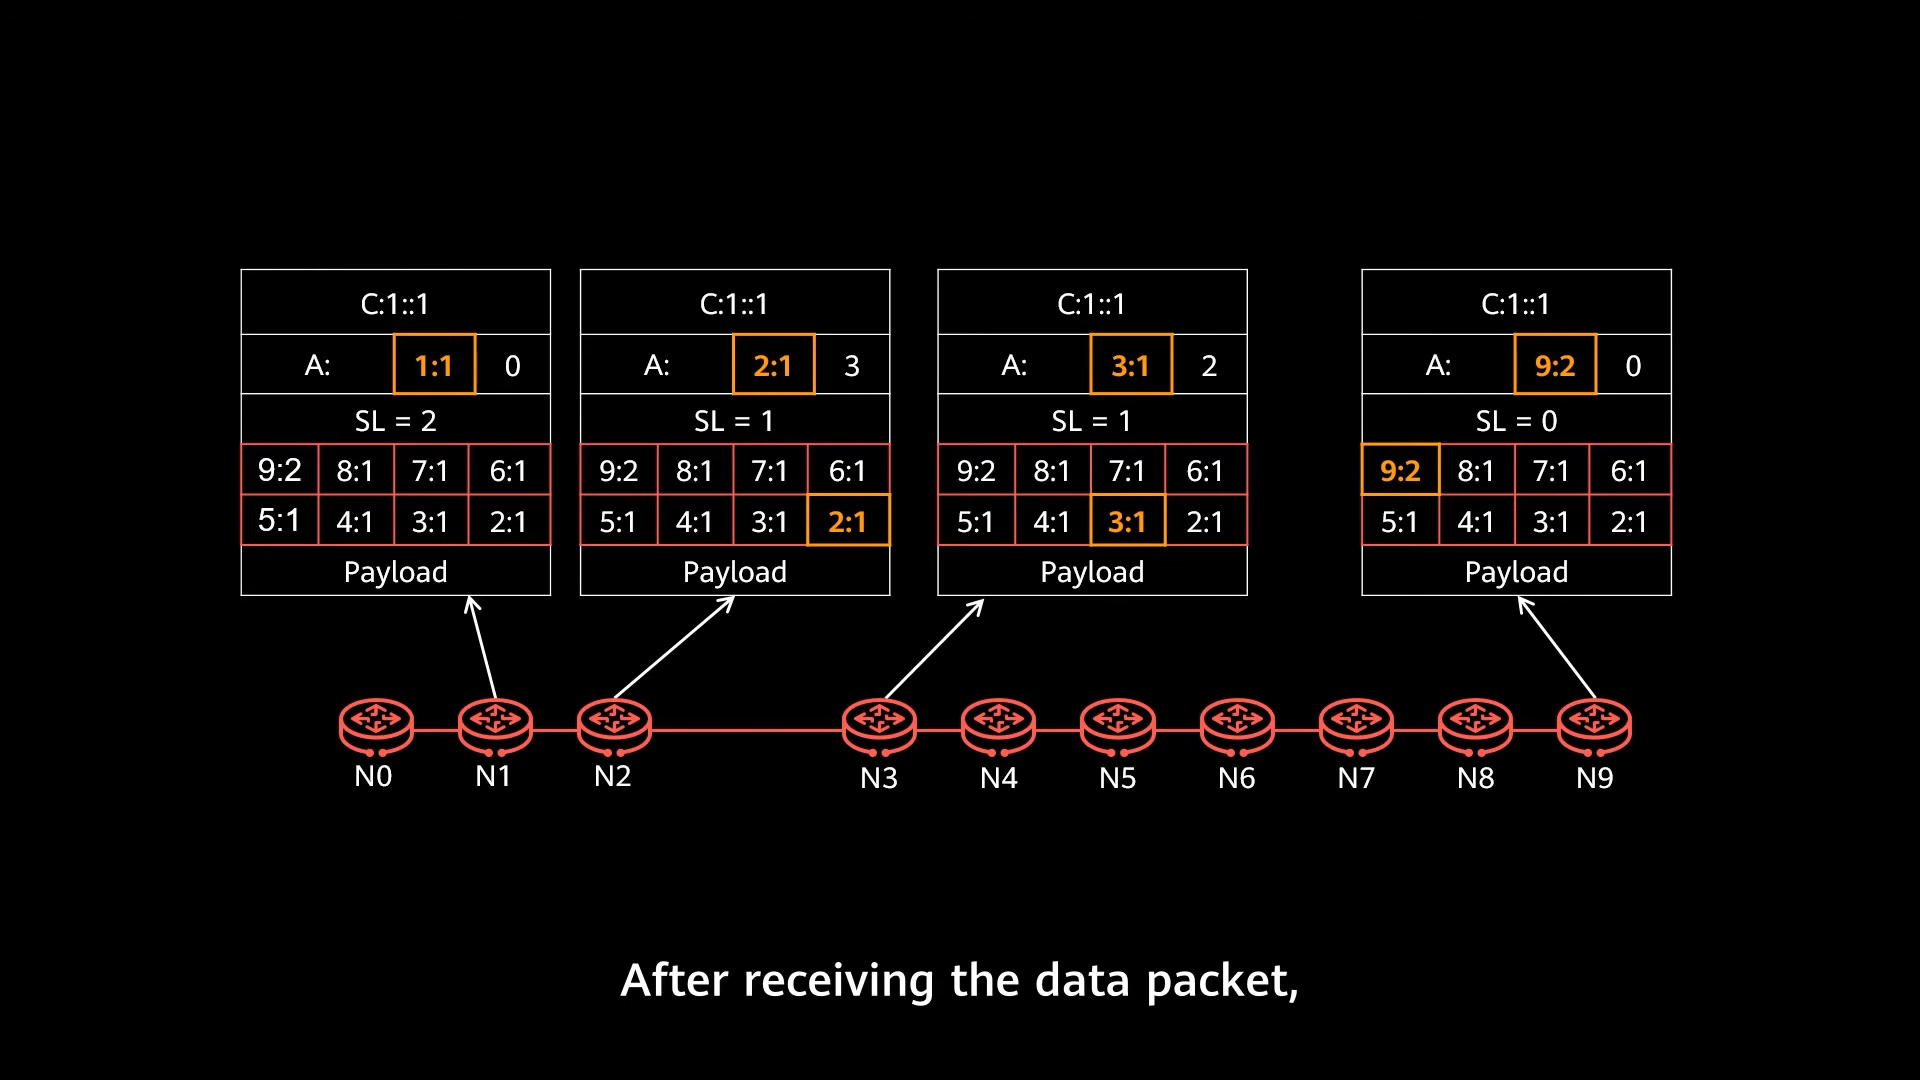 C:1::1 C:1::1 C:1::1 C:1::1
A: 1:1 0 A: 2:1 3 A: 3:1 2 A: 9:2 0
SL = 2 SL = 1 SL = 1 SL = 0
9:2 8:1 7:1 6:1 9:2 8:1 7:1 6:1 9:2 8:1 7:1 6:1 9:2 8:1 7:1 6:1
5:1 4:1 3:1 2:1 5:1 4:1 3:1 2:1 5:1 4:1 3:1 2:1 5:1 4:1 3:1 2:1
Payload Payload Payload Payload
N0 N1 N2 N3 N4 N5 N6 N7 N8 N9
After receiving the data packet,